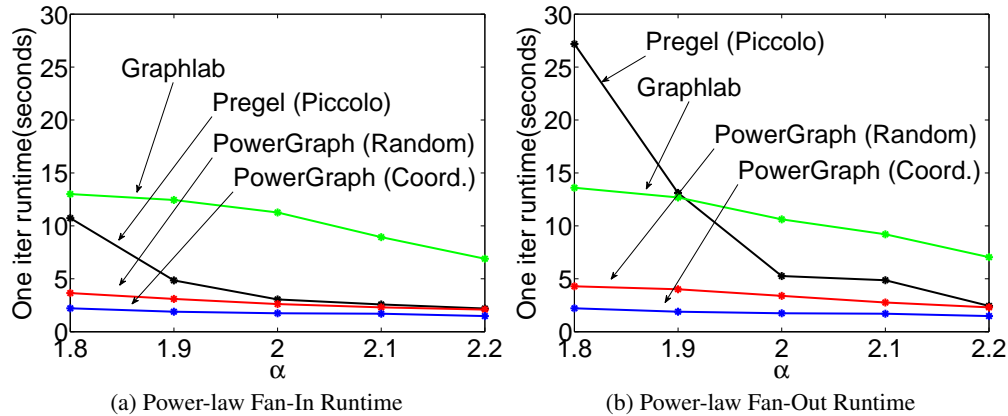 One iter runtime(seconds)
30
25
20
15
10
5
0
Graphlab
Pregel (Piccolo)
PowerGraph (Random)
PowerGraph (Coord.)
1.8 1.9 2 2.1 2.2
α
(a) Power-law Fan-In Runtime
One iter runtime(seconds)
30
25
20
15
10
5
0
Pregel (Piccolo)
Graphlab
PowerGraph (Random)
PowerGraph (Coord.)
1.8 1.9 2 2.1 2.2
α
(b) Power-law Fan-Out Runtime